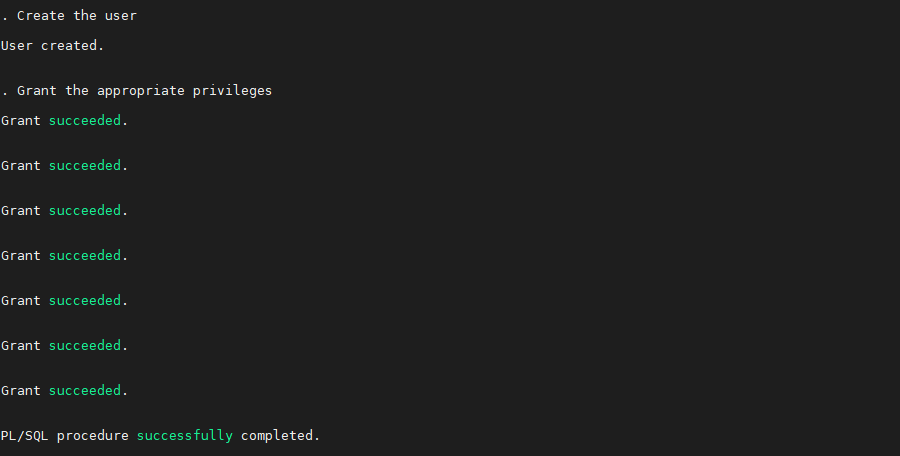 . Create the user
User created.
. Grant the appropriate privileges
Grant succeeded.
Grant succeeded.
Grant succeeded.
Grant succeeded.
Grant succeeded.
Grant succeeded.
Grant succeeded.
PL/SQL procedure successfully completed.